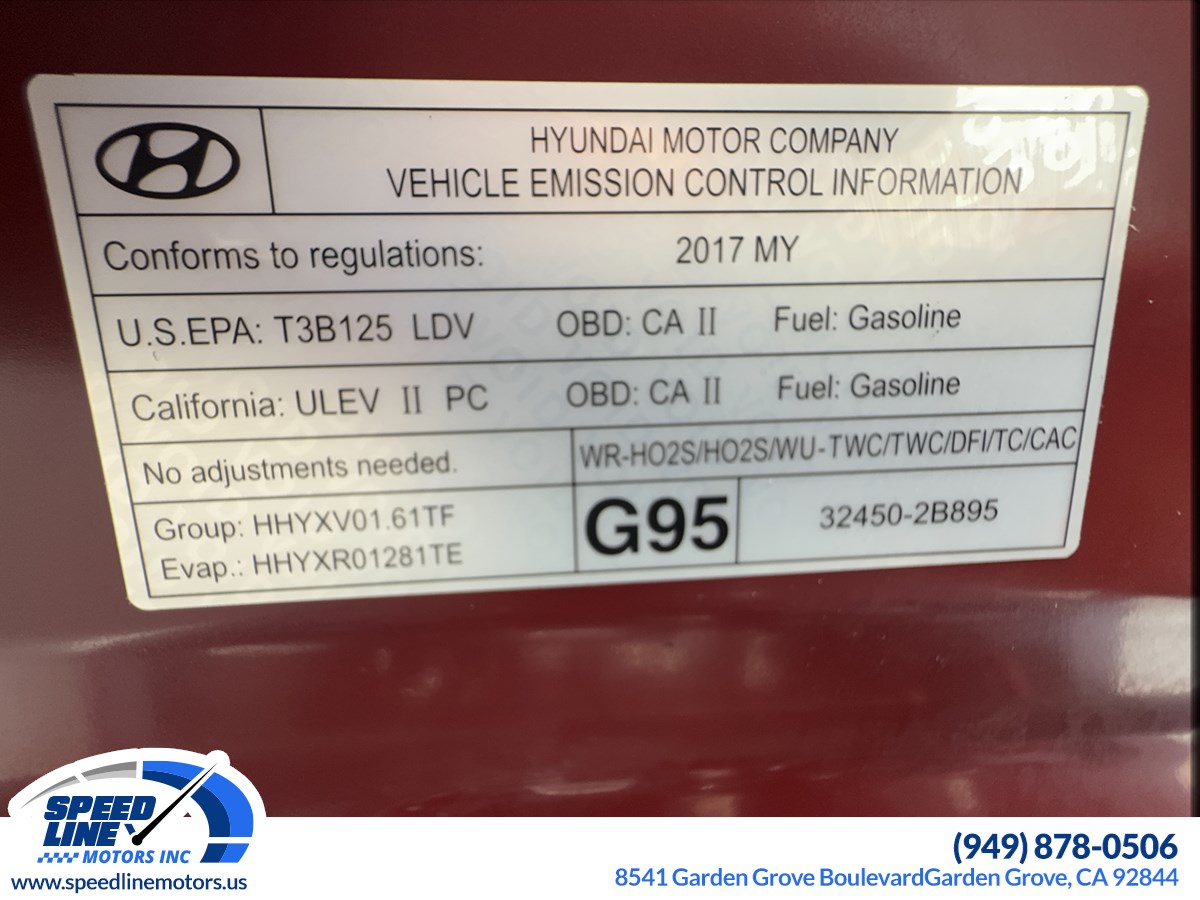 HYUNDAI MOTOR COMPANY
VEHICLE EMISSION CONTROL INFORMATION
Conforms to regulations: 2017 MY
U.S.EPA: T3B125 LDV OBD: CA II Fuel: Gasoline
California: ULEV II PC OBD: CA II Fuel: Gasoline
No adjustments needed. WR-HO2S/HO2S/WU-TWC/TWC/DFI/TC/CAC
Group: HHYXV01.61TF
Evap.: HHYXR01281TE
G95 32450-2B895
SPEED
LINE
MOTORS INC
www.speedlinemotors.us
(949) 878-0506
8541 Garden Grove BoulevardGarden Grove, CA 92844